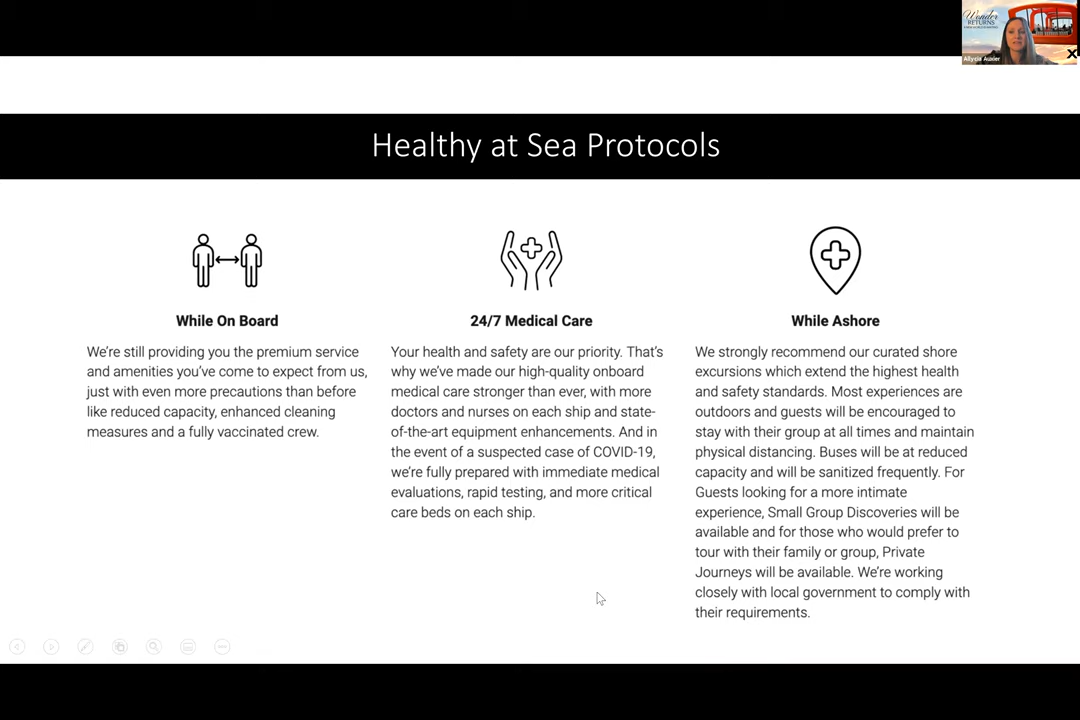 Wonder
RETURNS
Allycia Auxier
Healthy at Sea Protocols
While On Board
We're still providing you the premium service
and amenities you've come to expect from us,
just with even more precautions than before
like reduced capacity, enhanced cleaning
measures and a fully vaccinated crew.
24/7 Medical Care
Your health and safety are our priority. That's
why we've made our high-quality onboard
medical care stronger than ever, with more
doctors and nurses on each ship and state-
of-the-art equipment enhancements. And in
the event of a suspected case of COVID-19,
we're fully prepared with immediate medical
evaluations, rapid testing, and more critical
care beds on each ship.
While Ashore
We strongly recommend our curated shore
excursions which extend the highest health
and safety standards. Most experiences are
outdoors and guests will be encouraged to
stay with their group at all times and maintain
physical distancing. Buses will be at reduced
capacity and will be sanitized frequently. For
Guests looking for a more intimate
experience, Small Group Discoveries will be
available and for those who would prefer to
tour with their family or group, Private
Journeys will be available. We're working
closely with local government to comply with
their requirements.